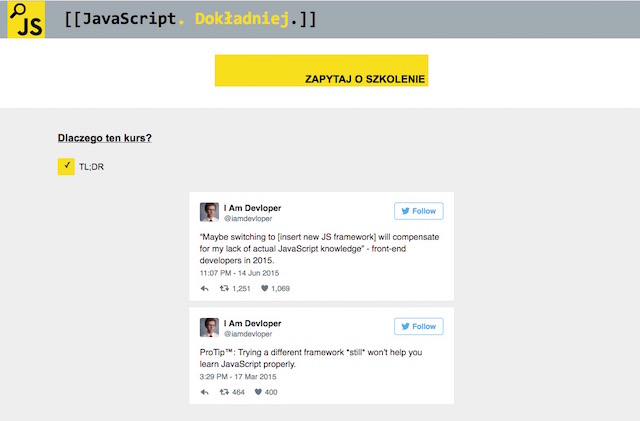 JS
[[JavaScript. Dokładniej.]]
ZAPYTAJ O SZKOLENIE
Dlaczego ten kurs?
✓ TL;DR
I Am Devloper
@iamdevloper
Follow
"Maybe switching to [insert new JS framework] will compensate
for my lack of actual JavaScript knowledge" - front-end
developers in 2015.
11:07 PM - 14 Jun 2015
1,251 1,069
I Am Devloper
@iamdevloper
Follow
ProTip™: Trying a different framework *still* won't help you
learn JavaScript properly.
3:29 PM - 17 Mar 2015
464 400